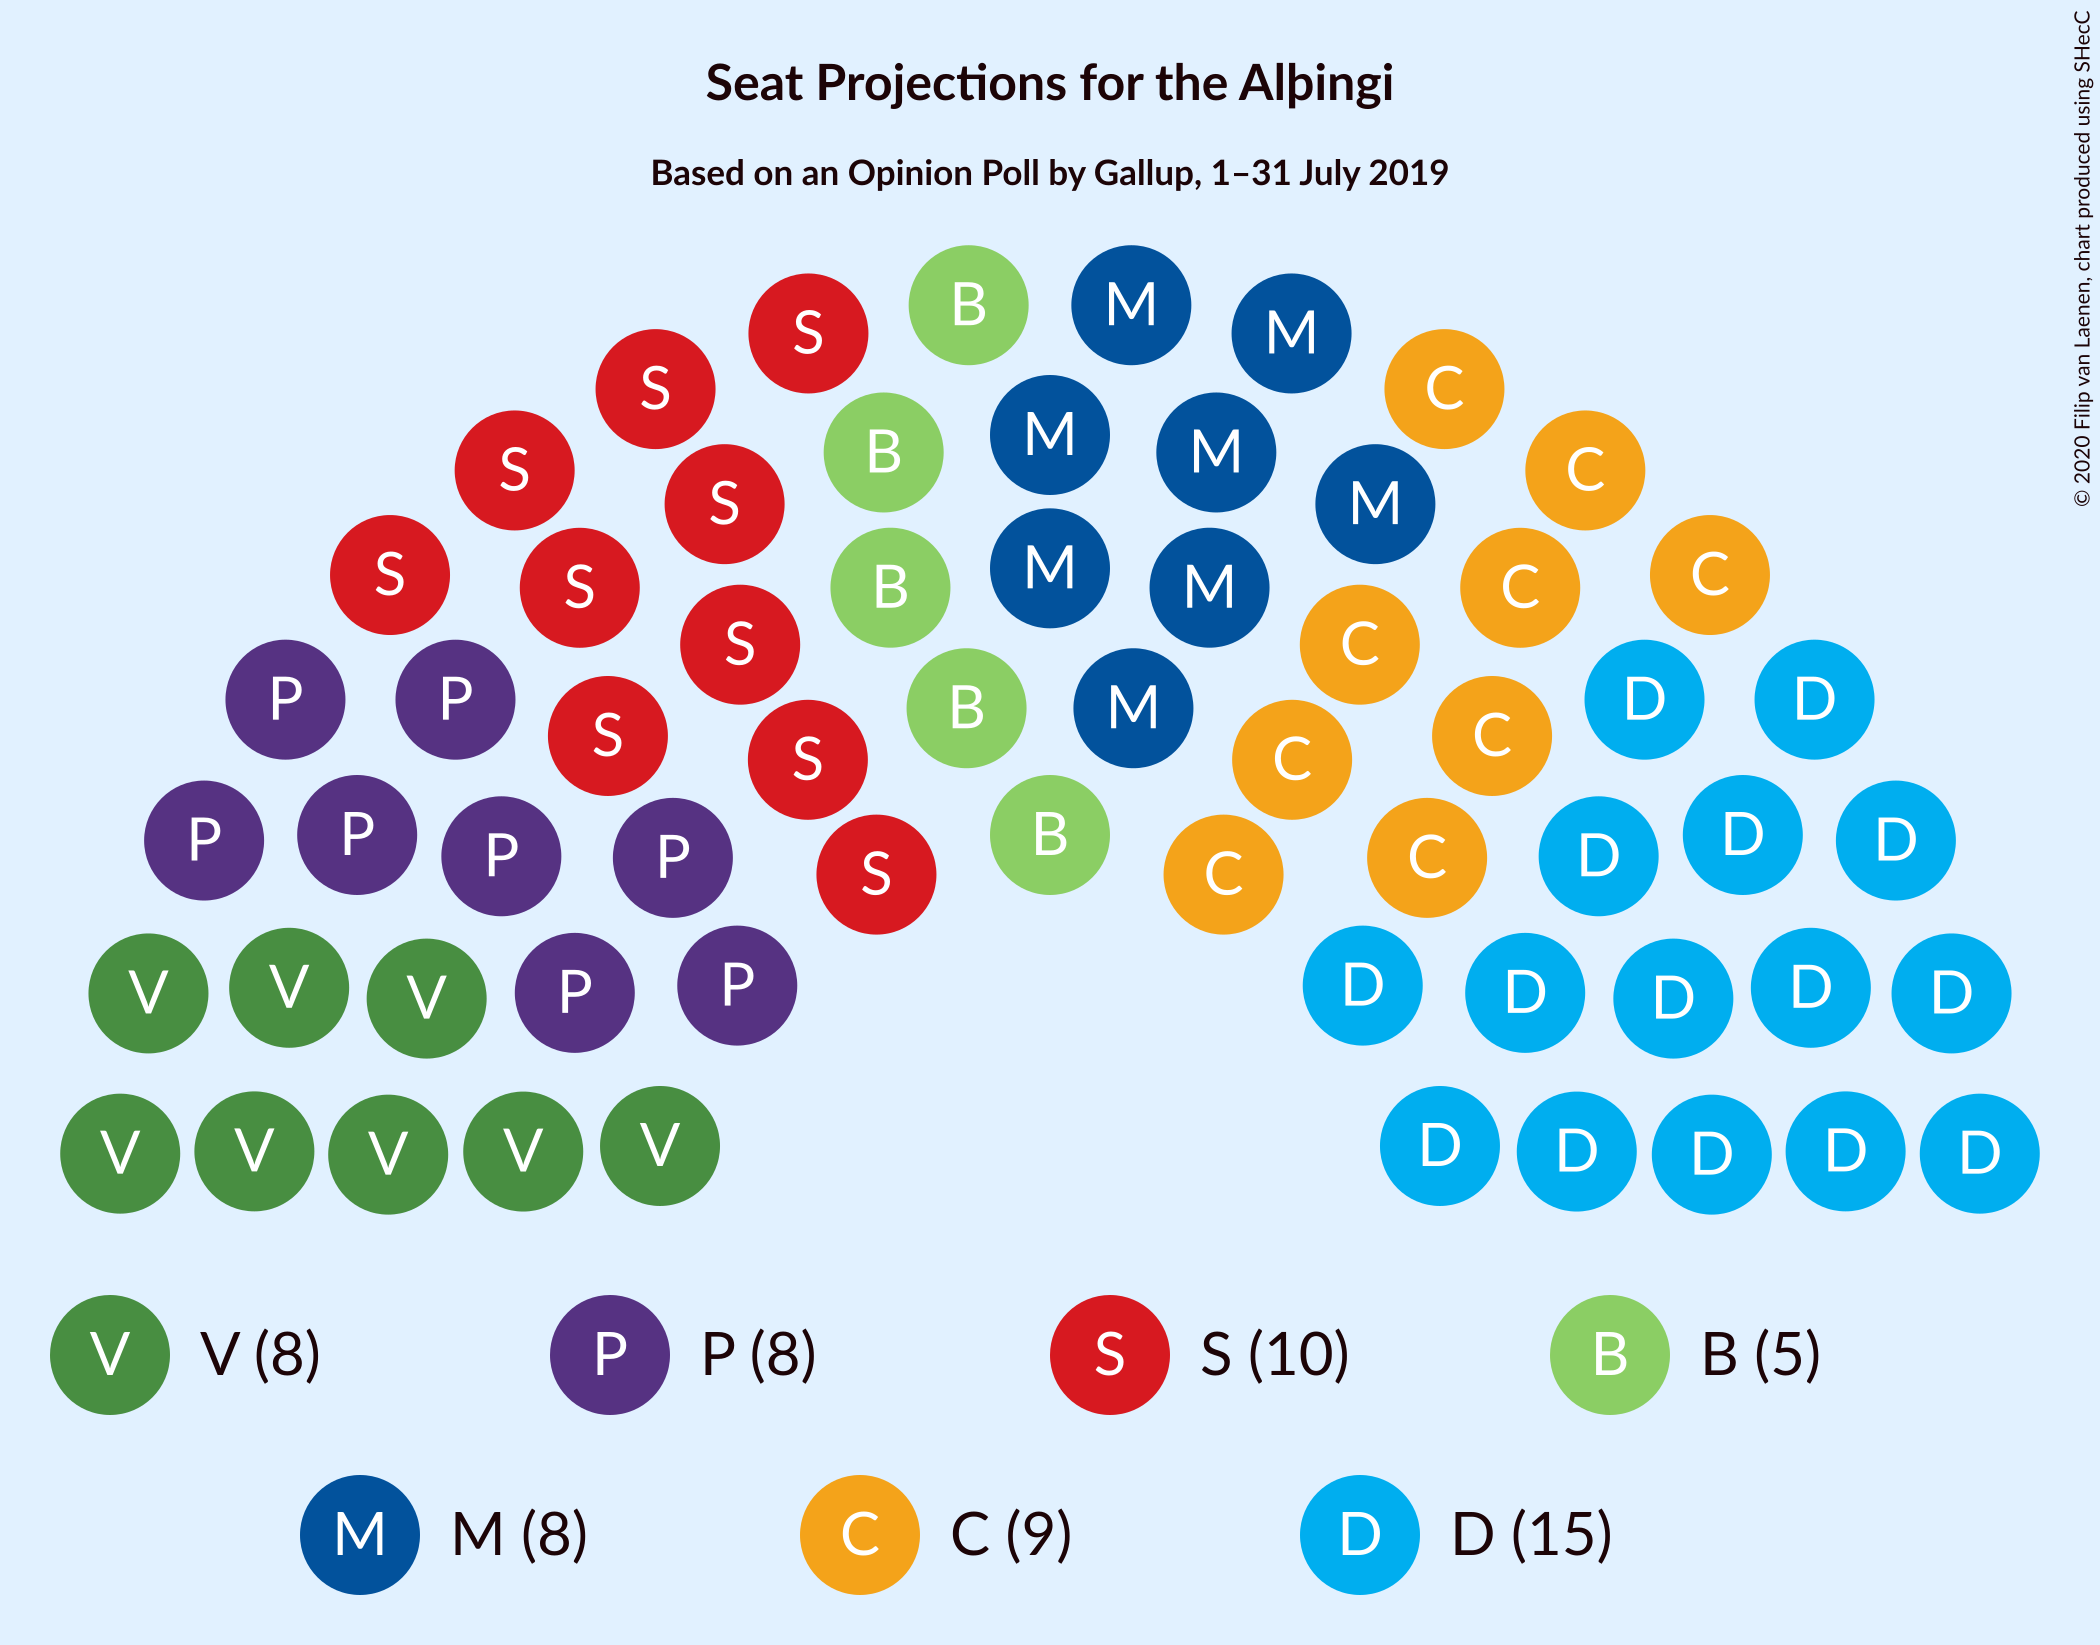 Seat Projections for the Alþingi
Based on an Opinion Poll by Gallup, 1–31 July 2019
© 2020 Filip van Laenen, chart produced using SHecC
S B M M
S C
S B M M C
S M
S S B M M C C
S C
P P B M D D
S S C C
P P P P S B C C D D D
V V V P P D D D D D
V V V V V D D D D D
V V (8) P P (8) S S (10) B B (5)
M M (8) C C (9) D D (15)